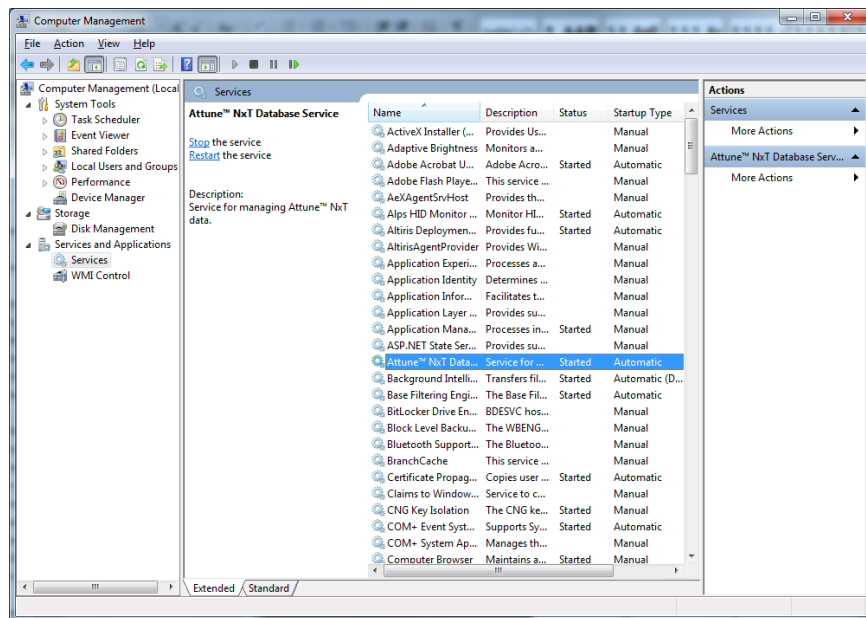 Computer Management
File Action View Help
Computer Management (Local
System Tools
Task Scheduler
Event Viewer
Shared Folders
Local Users and Groups
Performance
Device Manager
Storage
Disk Management
Services and Applications
Services
WMI Control
Services
Attune™ NxT Database Service
Stop the service
Restart the service
Description:
Service for managing Attune™ NxT
data.
Name Description Status Startup Type
ActiveX Installer (... Provides Us... Manual
Adaptive Brightness Monitors a... Manual
Adobe Acrobat U... Adobe Acro... Started Automatic
Adobe Flash Playe... This service ... Manual
AeXAgentSrvHost Provides th... Manual
Alps HID Monitor ... Monitor HI... Started Automatic
Altiris Deploymen... Provides fu... Started Automatic
AltirisAgentProvider Provides Wi... Manual
Application Experi... Processes a... Manual
Application Identity Determines ... Manual
Application Infor... Facilitates t... Manual
Application Layer ... Provides su... Manual
Application Mana... Processes in... Started Manual
ASP.NET State Ser... Provides su... Manual
Attune™ NxT Data... Service for ... Started Automatic
Background Intelli... Transfers fil... Started Automatic (D...
Base Filtering Engi... The Base Fil... Started Automatic
BitLocker Drive En... BDESVC hos... Manual
Block Level Backu... The WBENG... Manual
Bluetooth Support... The Bluetoo... Manual
BranchCache This service ... Manual
Certificate Propag... Copies user ... Started Manual
Claims to Window... Service to c... Manual
CNG Key Isolation The CNG ke... Started Manual
COM+ Event Syst... Supports Sy... Started Automatic
COM+ System Ap... Manages th... Manual
Computer Browser Maintains a... Started Manual
Extended Standard
Actions
Services
More Actions
Attune™ NxT Database Serv...
More Actions